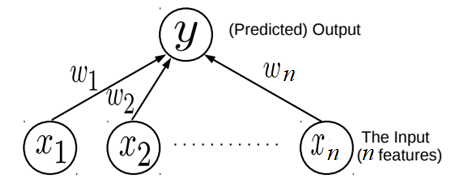 y (Predicted) Output
w1 w2 wn
x1 x2 ............ xn The Input
(n features)